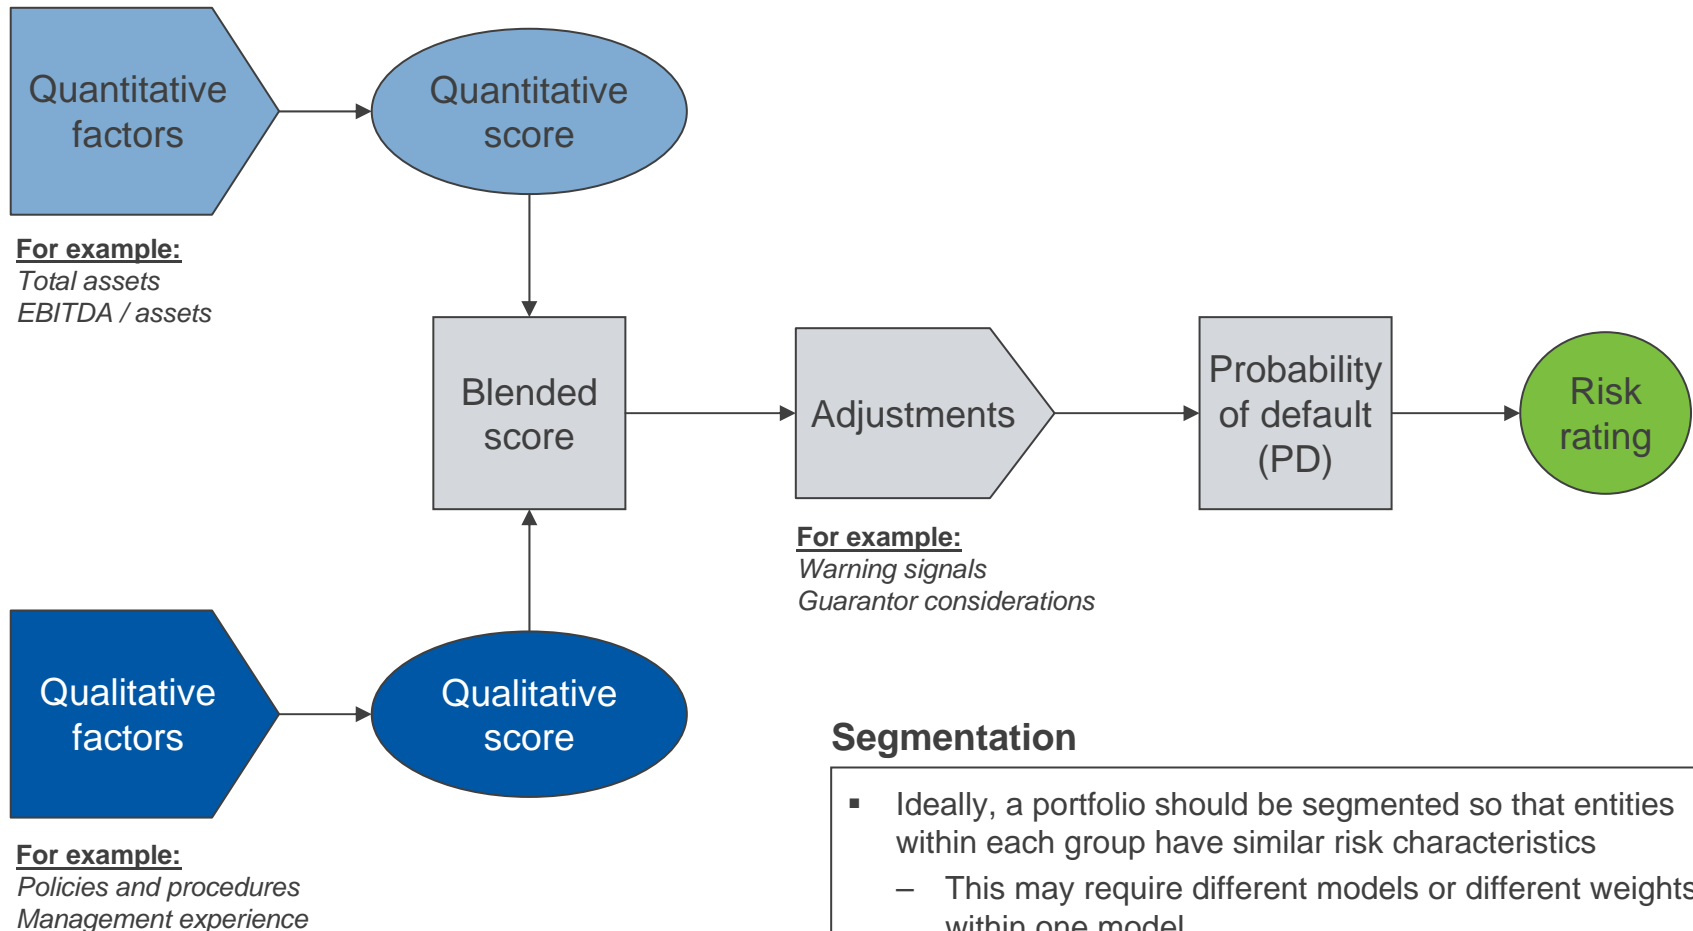 Quantitative
factors
Quantitative
score
For example:
Total assets
EBITDA / assets
Blended
score
Adjustments
Probability
of default
(PD)
Risk
rating
For example:
Warning signals
Guarantor considerations
Qualitative
factors
Qualitative
score
For example:
Policies and procedures
Management experience
Segmentation
▪ Ideally, a portfolio should be segmented so that entities
within each group have similar risk characteristics
– This may require different models or different weights
within one model